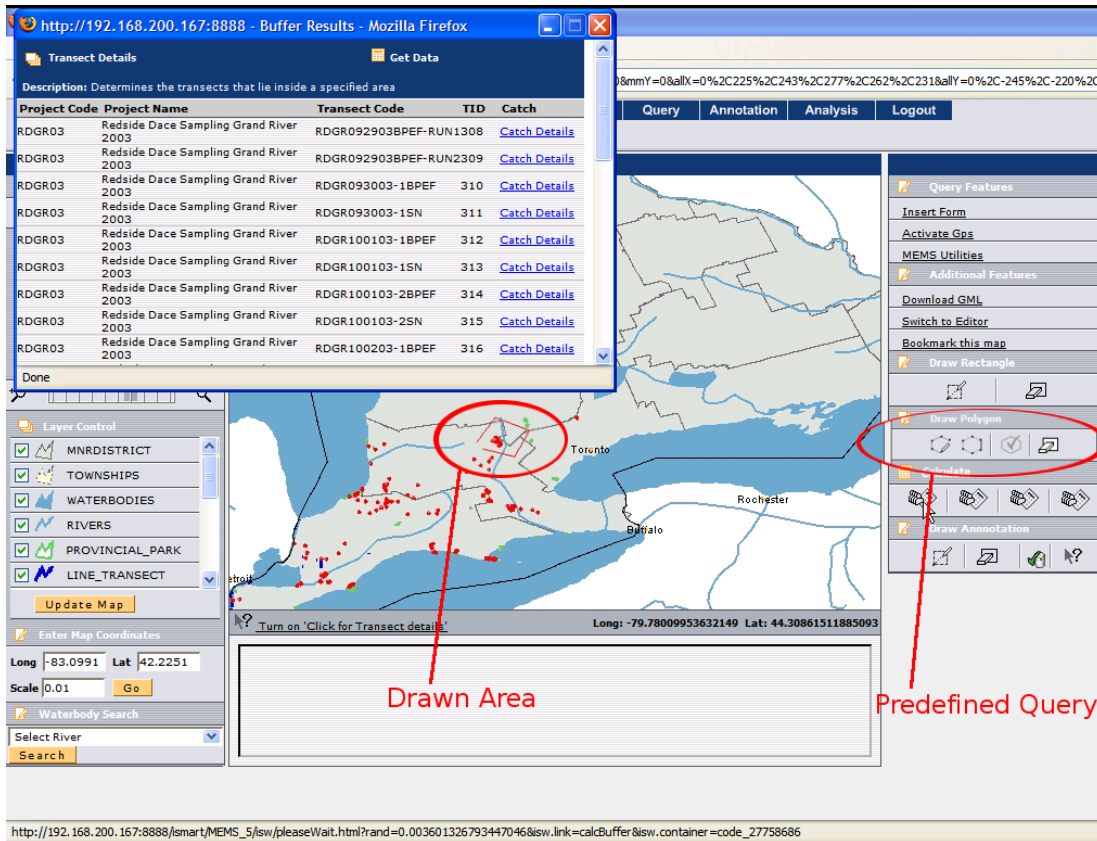 http://192.168.200.167:8888 - Buffer Results - Mozilla Firefox
Transect Details Get Data
Description: Determines the transects that lie inside a specified area
Project Code Project Name Transect Code TID Catch
RDGR03 Redside Dace Sampling Grand River 2003 RDGR092903BPEF-RUN1308 Catch Details
RDGR03 Redside Dace Sampling Grand River 2003 RDGR092903BPEF-RUN2309 Catch Details
RDGR03 Redside Dace Sampling Grand River 2003 RDGR093003-1BPEF 310 Catch Details
RDGR03 Redside Dace Sampling Grand River 2003 RDGR093003-1SN 311 Catch Details
RDGR03 Redside Dace Sampling Grand River 2003 RDGR100103-1BPEF 312 Catch Details
RDGR03 Redside Dace Sampling Grand River 2003 RDGR100103-1SN 313 Catch Details
RDGR03 Redside Dace Sampling Grand River 2003 RDGR100103-2BPEF 314 Catch Details
RDGR03 Redside Dace Sampling Grand River 2003 RDGR100103-2SN 315 Catch Details
RDGR03 Redside Dace Sampling Grand River 2003 RDGR100203-1BPEF 316 Catch Details
Done
0&mmY=0&allX=0%2C225%2C243%2C277%2C262%2C231&allY=0%2C-245%2C-220%2C
Query Annotation Analysis Logout
Query Features
Insert Form
Activate Gps
MEMS Utilities
Additional Features
Download GML
Switch to Editor
Bookmark this map
Draw Rectangle
Draw Polygon
Calculate
Draw Annnotation
Layer Control
MNRDISTRICT
TOWNSHIPS
WATERBODIES
RIVERS
PROVINCIAL_PARK
LINE_TRANSECT
Update Map
Enter Map Coordinates
Long -83.0991 Lat 42.2251
Scale 0.01 Go
Waterbody Search
Select River
Search
Toronto
Rochester
Buffalo
etroit
Turn on 'Click for Transect details'
Long: -79.78009953632149 Lat: 44.30861511885093
Drawn Area
Predefined Query
http://192.168.200.167:8888/ismart/MEMS_5/isw/pleaseWait.html?rand=0.003601326793447046&isw.link=calcBuffer&isw.container=code_27758686